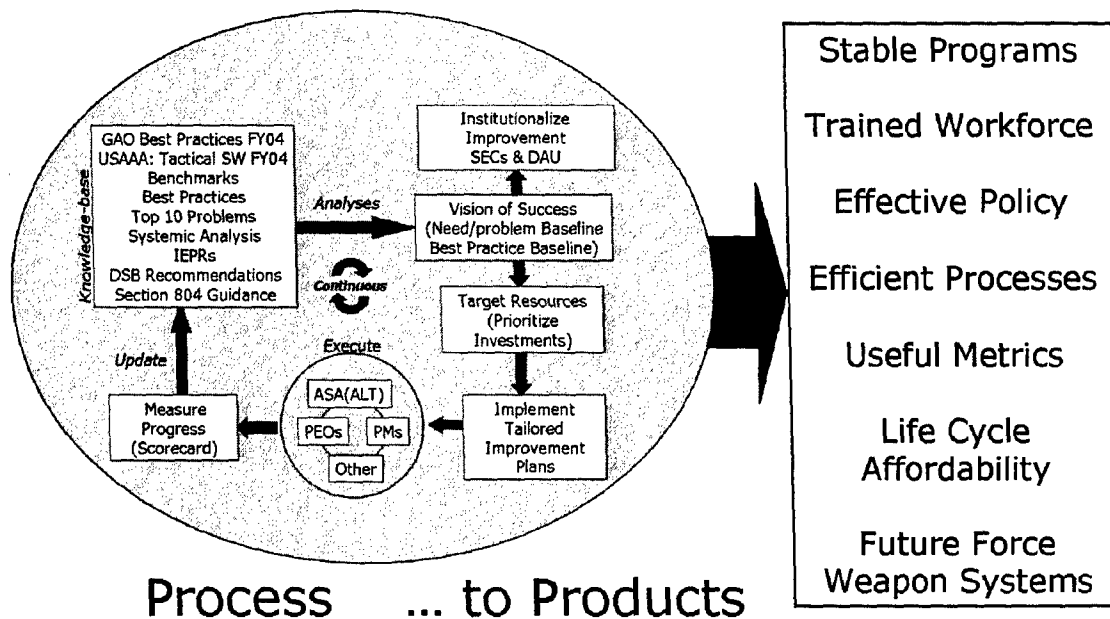 Knowledge-base
GAO Best Practices FY04
USAAA: Tactical SW FY04
Benchmarks
Best Practices
Top 10 Problems
Systemic Analysis
IEPRs
DSB Recommendations
Section 804 Guidance
Analyses
Continuous
Update
Institutionalize
Improvement
SECs & DAU
Vision of Success
(Need/problem Baseline
Best Practice Baseline)
Target Resources
(Prioritize
Investments)
Implement
Tailored
Improvement
Plans
Execute
ASA(ALT)
PEOs
PMs
Other
Measure
Progress
(Scorecard)
Process ... to Products
Stable Programs
Trained Workforce
Effective Policy
Efficient Processes
Useful Metrics
Life Cycle
Affordability
Future Force
Weapon Systems